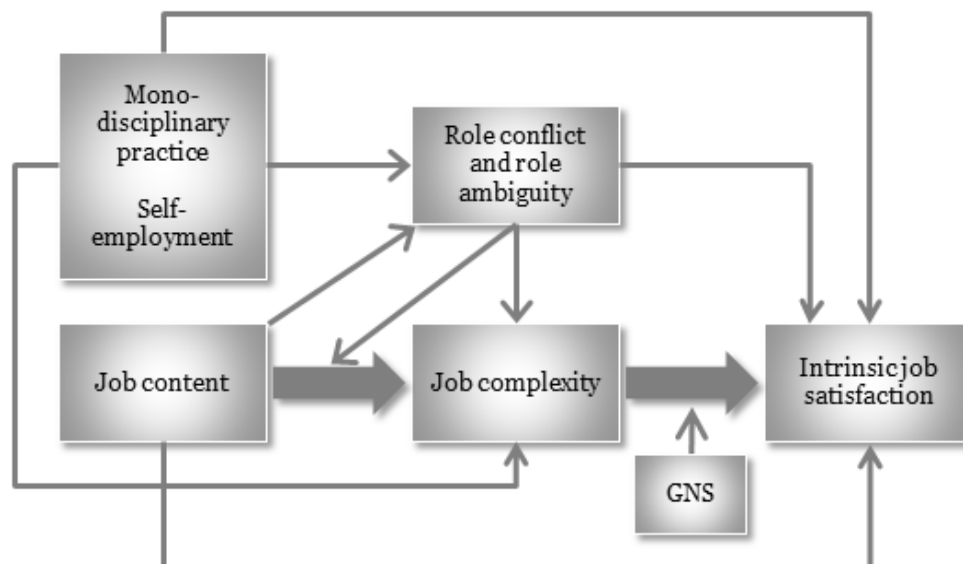 Mono-
disciplinary
practice
Self-
employment
Role conflict
and role
ambiguity
Job content
Job complexity
Intrinsic job
satisfaction
GNS